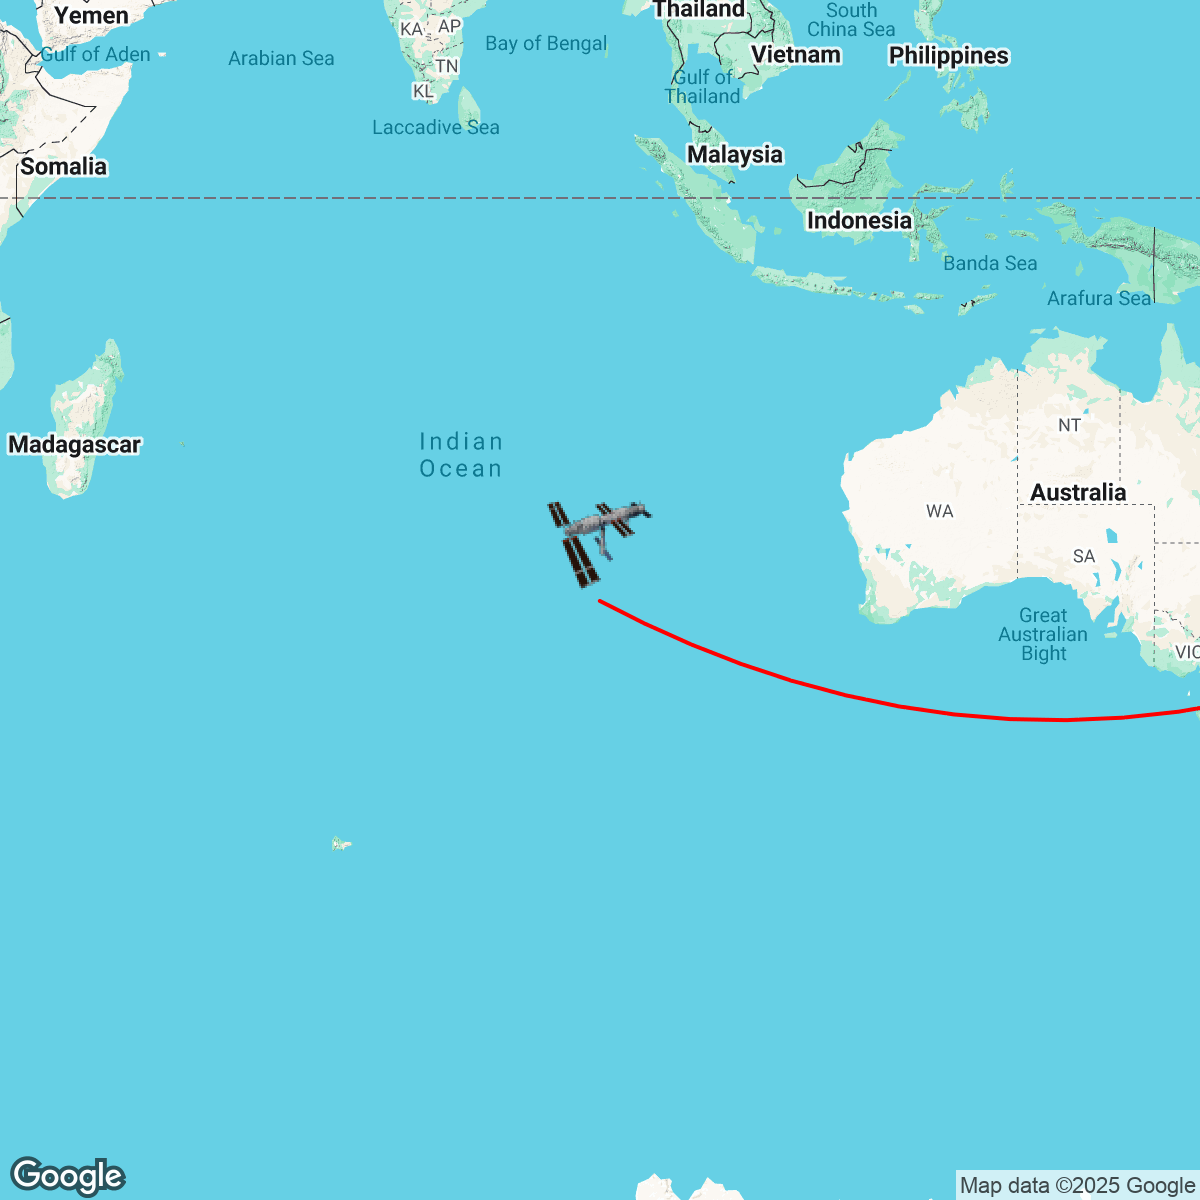 Yemen
Gulf of Aden
Arabian Sea
KA
AP
TN
KL
Bay of Bengal
Laccadive Sea
Thailand
Gulf of
Thailand
Vietnam
South
China Sea
Philippines
Somalia
Malaysia
Indonesia
Banda Sea
Arafura Sea
Madagascar
Indian
Ocean
NT
Australia
WA
SA
Great
Australian
Bight
VIC
Google
Map data ©2025 Google